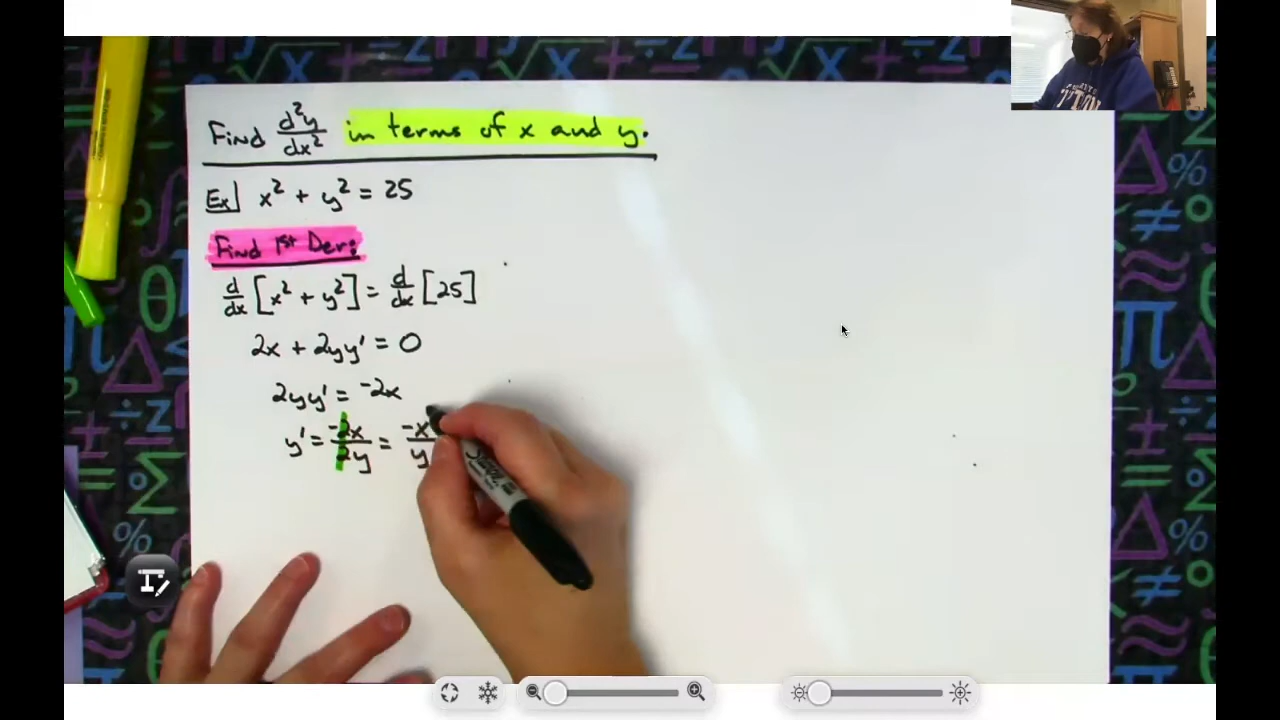 Find d²y/dx² in terms of x and y.
Ex] x² + y² = 25
Find 1st Der:
d/dx [x² + y²] = d/dx [25]
2x + 2yy' = 0
2yy' = -2x
y' = -2x/2y = -x/y